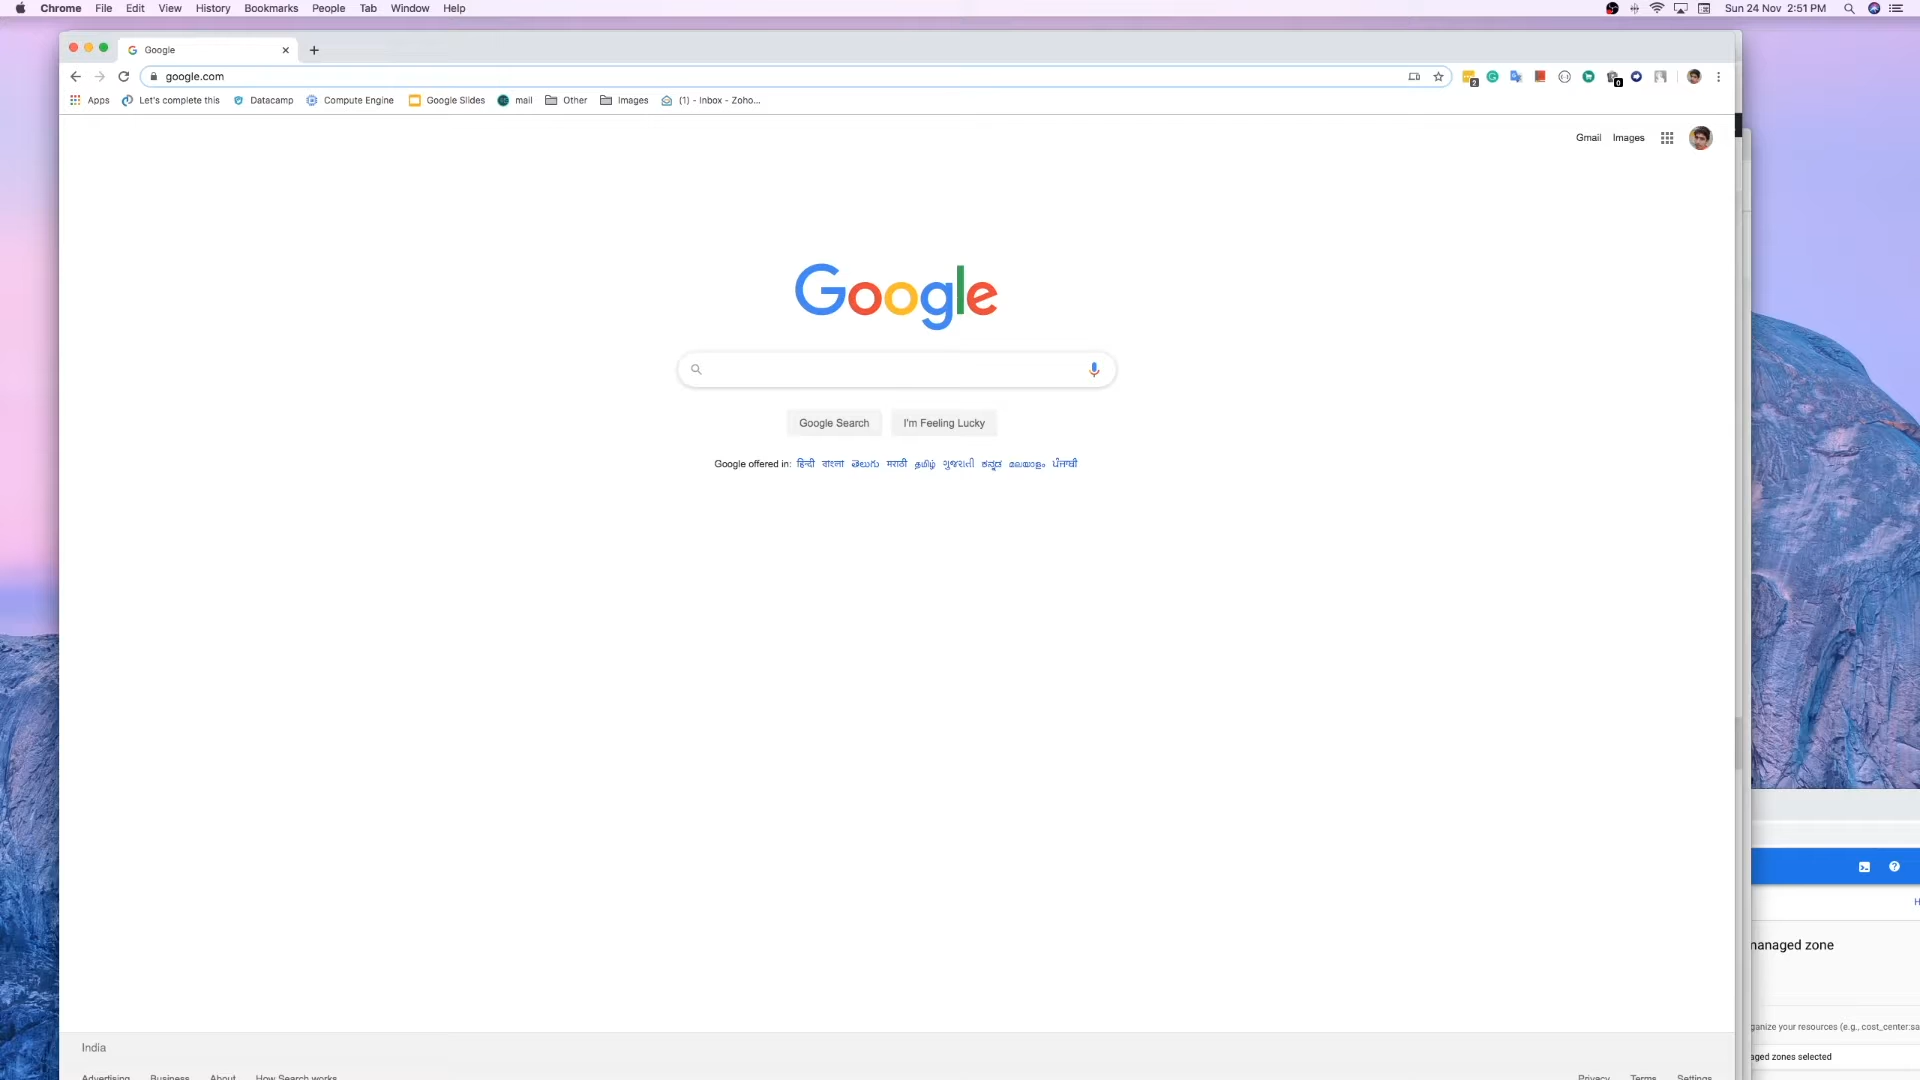 Chrome File Edit View History Bookmarks People Tab Window Help
Sun 24 Nov 2:51 PM
Google
google.com
2
0
Apps Let's complete this Datacamp Compute Engine Google Slides mail Other Images (1) - Inbox - Zoho...
Gmail Images
Google
Google Search I'm Feeling Lucky
Google offered in: हिन्दी বাংলা తెలుగు मराठी தமிழ் ગુજરાતી ಕನ್ನಡ മലയാളം ਪੰਜਾਬੀ
managed zone
ganize your resources (e.g., cost_center:sa
India
aged zones selected
Advertising Business About How Search works
Privacy Terms Settings